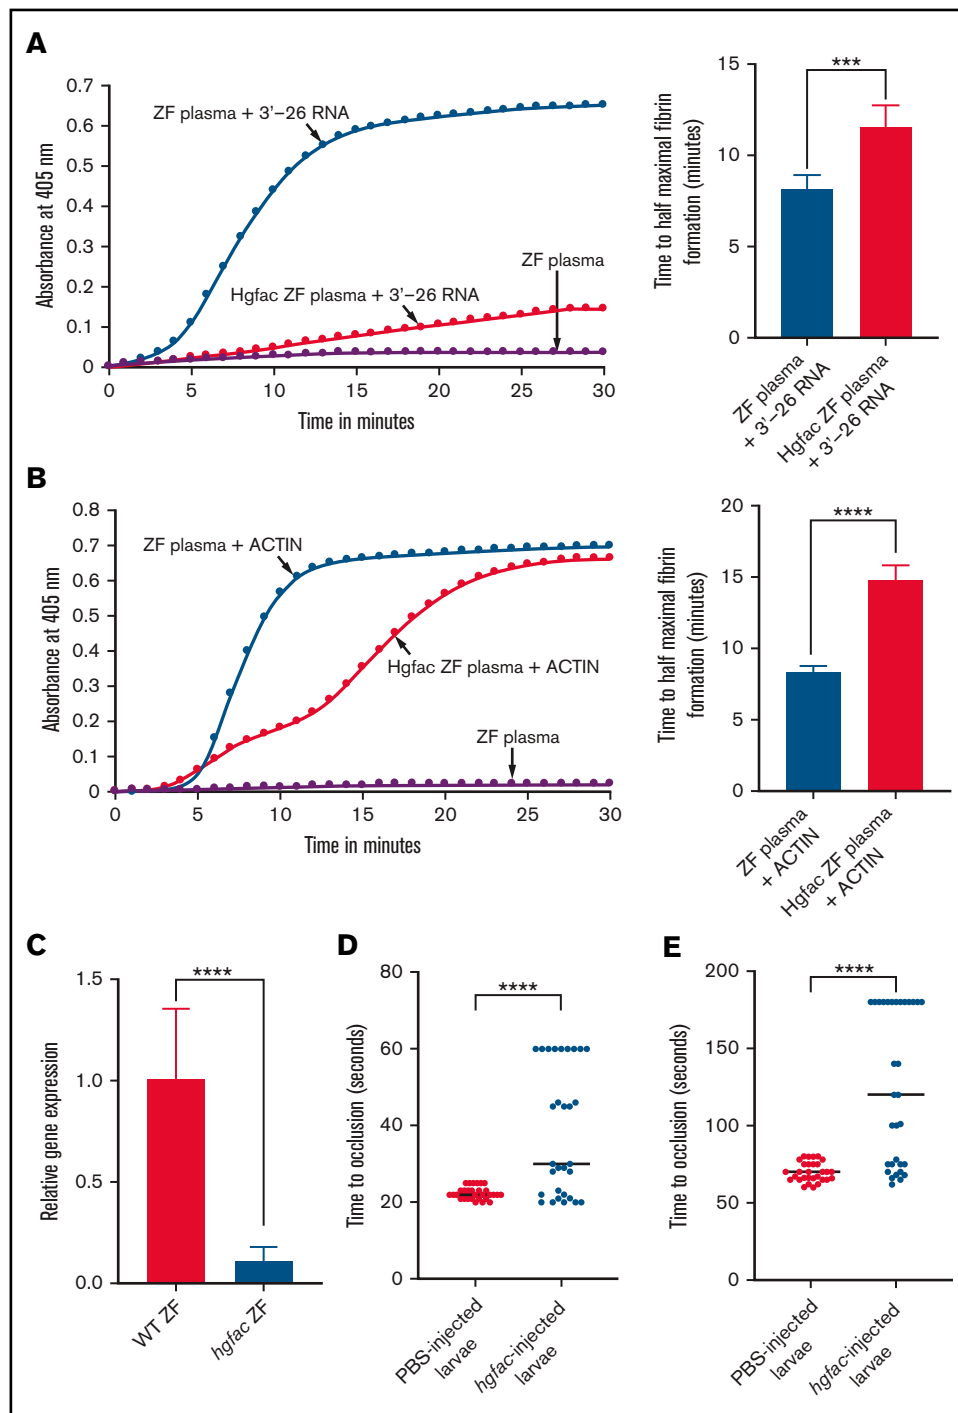 A
Absorbance at 405 nm
0.7
0.6
0.5
0.4
0.3
0.2
0.1
0
0 5 10 15 20 25 30
Time in minutes
ZF plasma + 3'–26 RNA
Hgfac ZF plasma + 3'–26 RNA
ZF plasma
Time to half maximal fibrin
formation (minutes)
15
10
5
0
***
ZF plasma
+ 3'–26 RNA
Hgfac ZF plasma
+ 3'–26 RNA
B
Absorbance at 405 nm
0.8
0.7
0.6
0.5
0.4
0.3
0.2
0.1
0
0 5 10 15 20 25 30
Time in minutes
ZF plasma + ACTIN
Hgfac ZF plasma + ACTIN
ZF plasma
Time to half maximal fibrin
formation (minutes)
20
15
10
5
0
****
ZF plasma
+ ACTIN
Hgfac ZF plasma
+ ACTIN
C
Relative gene expression
1.5
1.0
0.5
0.0
****
WT ZF
hgfac ZF
D
Time to occlusion (seconds)
80
60
40
20
0
****
PBS-injected
larvae
hgfac-injected
larvae
E
Time to occlusion (seconds)
200
150
100
50
0
****
PBS-injected
larvae
hgfac-injected
larvae